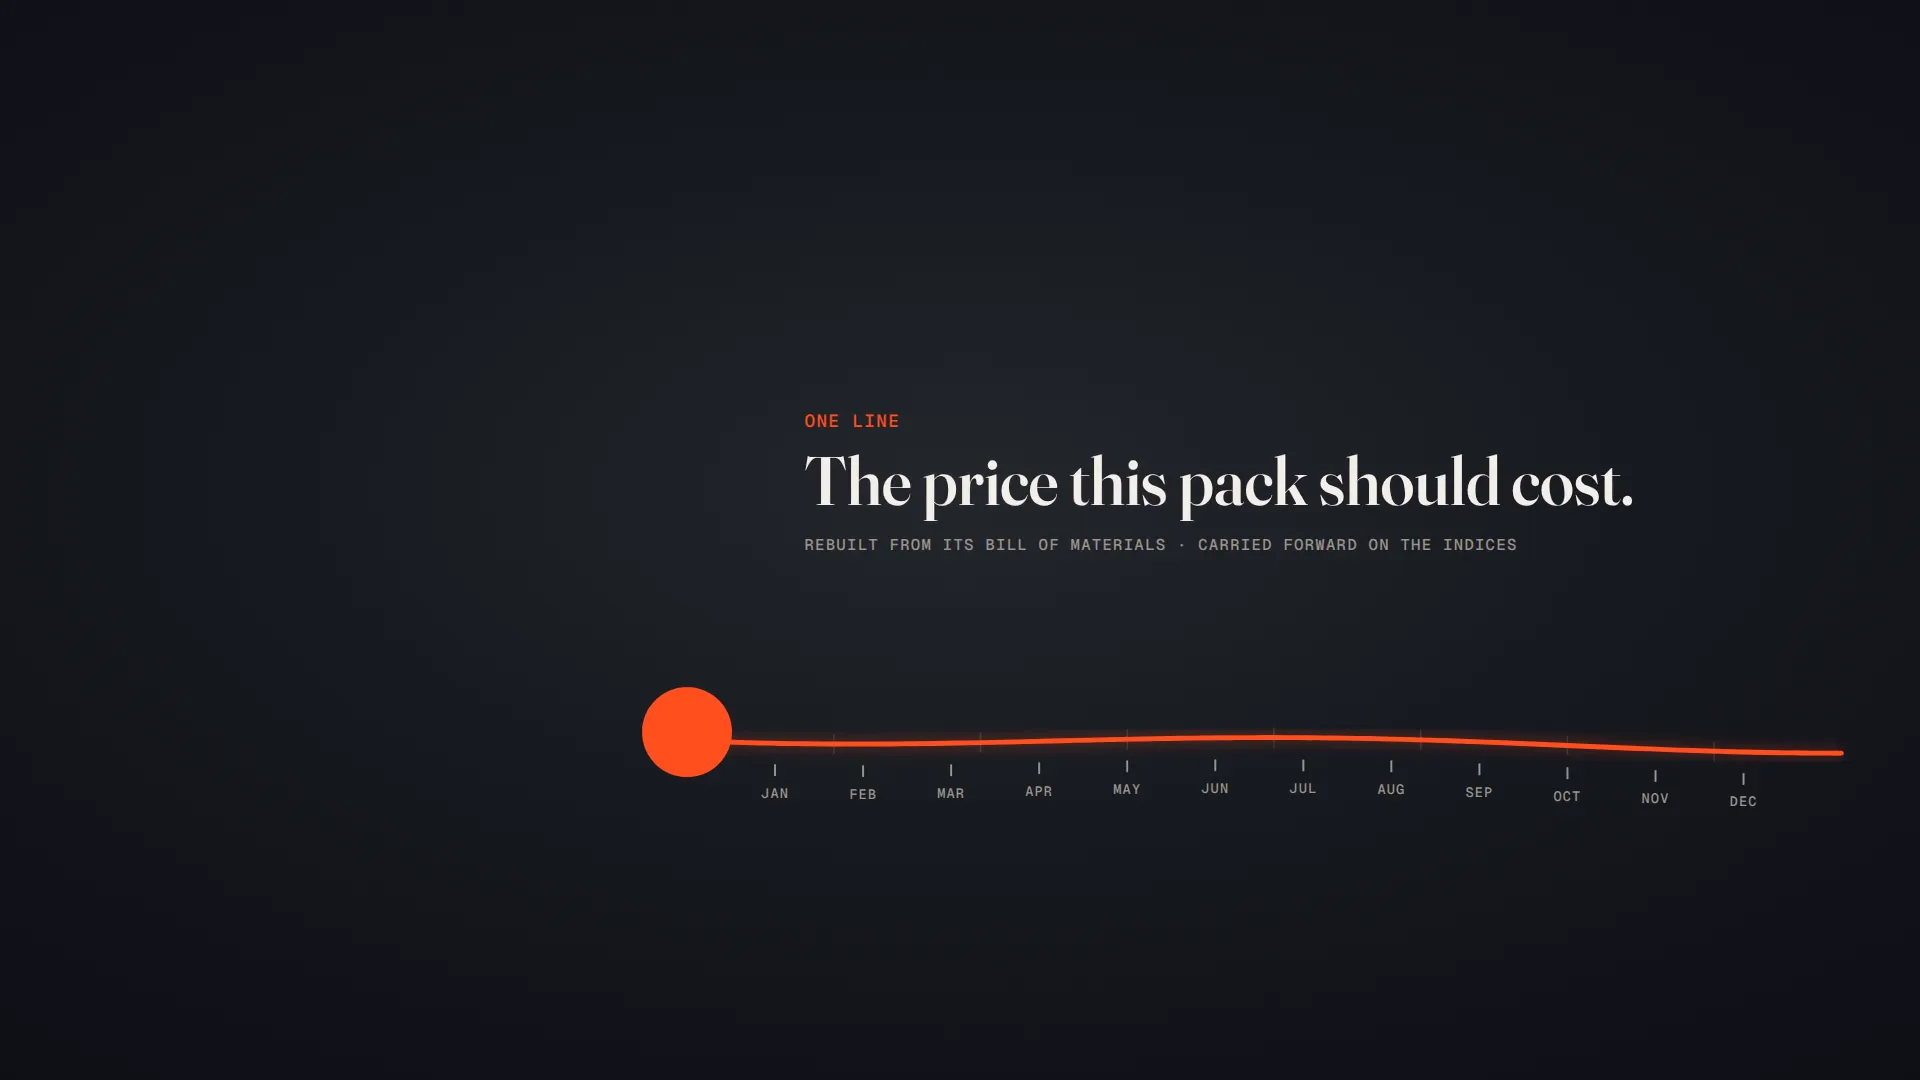 ONE LINE
The price this pack should cost.
REBUILT FROM ITS BILL OF MATERIALS · CARRIED FORWARD ON THE INDICES
JAN FEB MAR APR MAY JUN JUL AUG SEP OCT NOV DEC